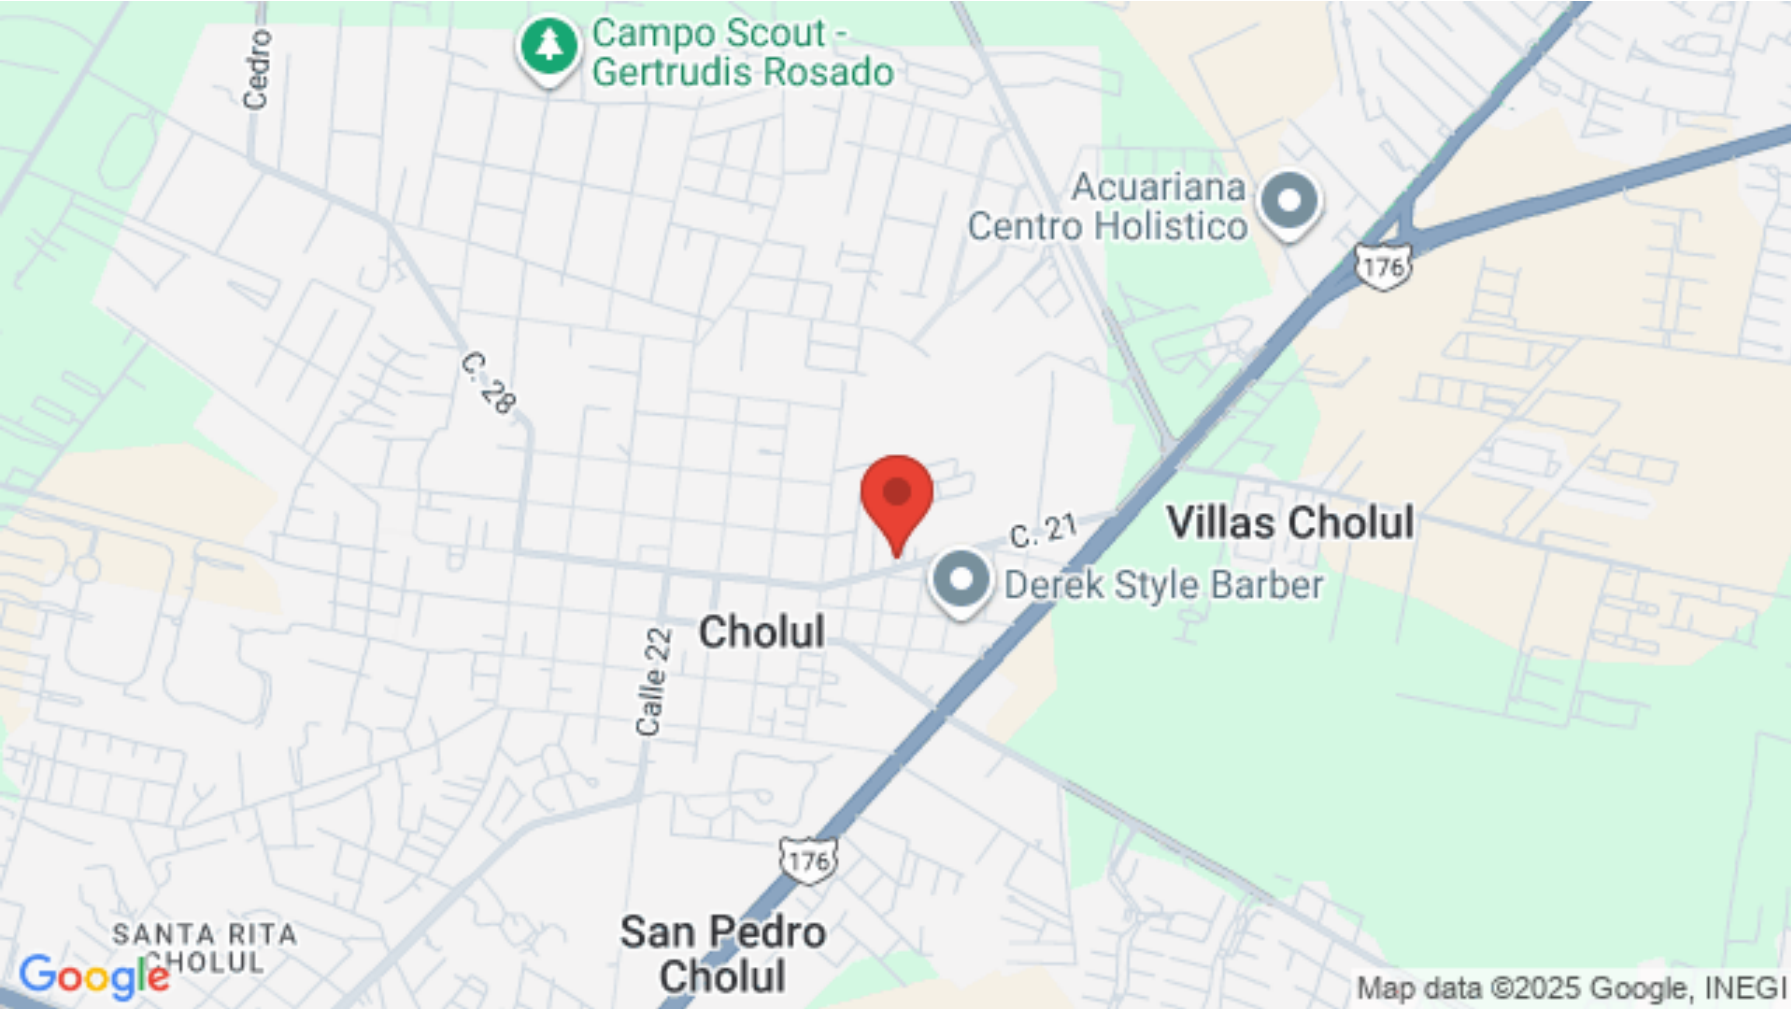 Cedro
Campo Scout -
Gertrudis Rosado
Acuariana
Centro Holistico
176
C. 28
C. 21
Villas Cholul
Derek Style Barber
Cholul
Calle 22
176
San Pedro
Cholul
SANTA RITA
CHOLUL
Google
Map data ©2025 Google, INEGI